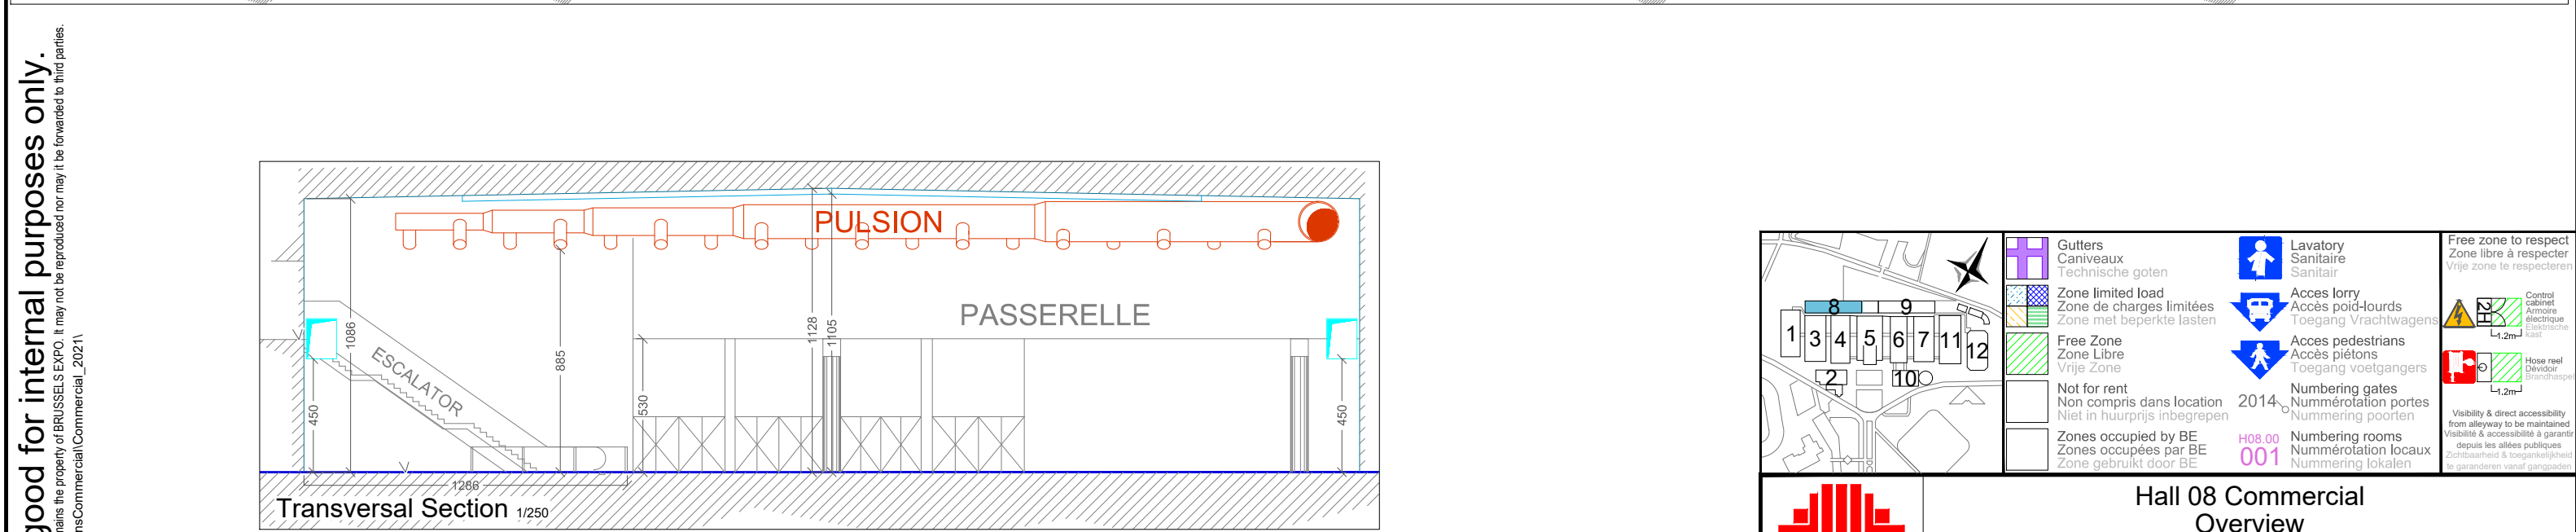 good for internal purposes only.
mains the property of BRUSSELS EXPO. It may not be reproduced nor may it be forwarded to third parties.
nsCommercial\Commercial_2021\
PULSION
PASSERELLE
ESCALATOR
1086
450
885
530
1128
1105
450
1286
Transversal Section 1/250
8
9
1
3
4
5
6
7
11
12
2
10
Gutters
Caniveaux
Technische goten
Zone limited load
Zone de charges limitées
Zone met beperkte lasten
Free Zone
Zone Libre
Vrije Zone
Not for rent
Non compris dans location
Niet in huurprijs inbegrepen
Zones occupied by BE
Zones occupées par BE
Zone gebruikt door BE
Lavatory
Sanitaire
Sanitair
Acces lorry
Accès poid-lourds
Toegang Vrachtwagens
Acces pedestrians
Accès piétons
Toegang voetgangers
2014
Numbering gates
Nummérotation portes
Nummering poorten
H08.00
001
Numbering rooms
Nummérotation locaux
Nummering lokalen
Free zone to respect
Zone libre à respecter
Vrije zone te respecteren
Control
cabinet
Armoire
électrique
Elektrische
kast
1.2m
Hose reel
Dévidoir
Brandhaspel
1.2m
Visibility & direct accessibility
from alleyway to be maintained
Visibilité & accessibilité à garantir
depuis les allées publiques
Zichtbaarheid & toegankelijkheid
te garanderen vanaf gangpaden
Hall 08 Commercial
Overview